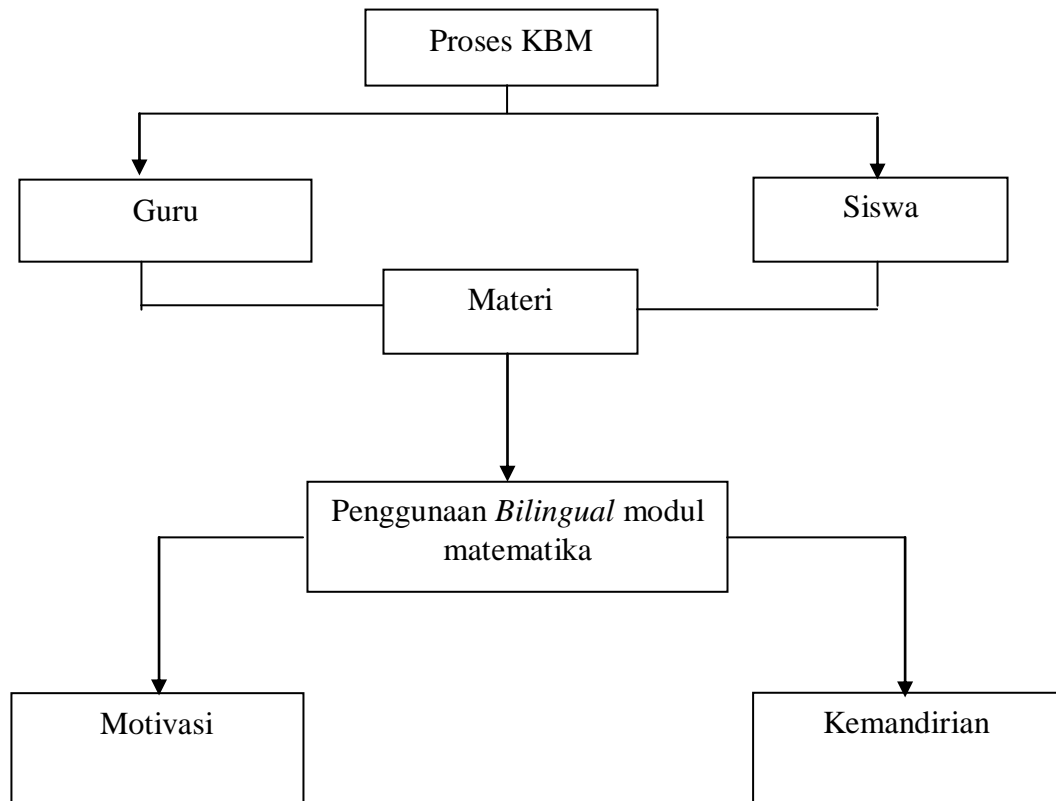 Proses KBM
Guru
Siswa
Materi
Penggunaan Bilingual modul
matematika
Motivasi
Kemandirian